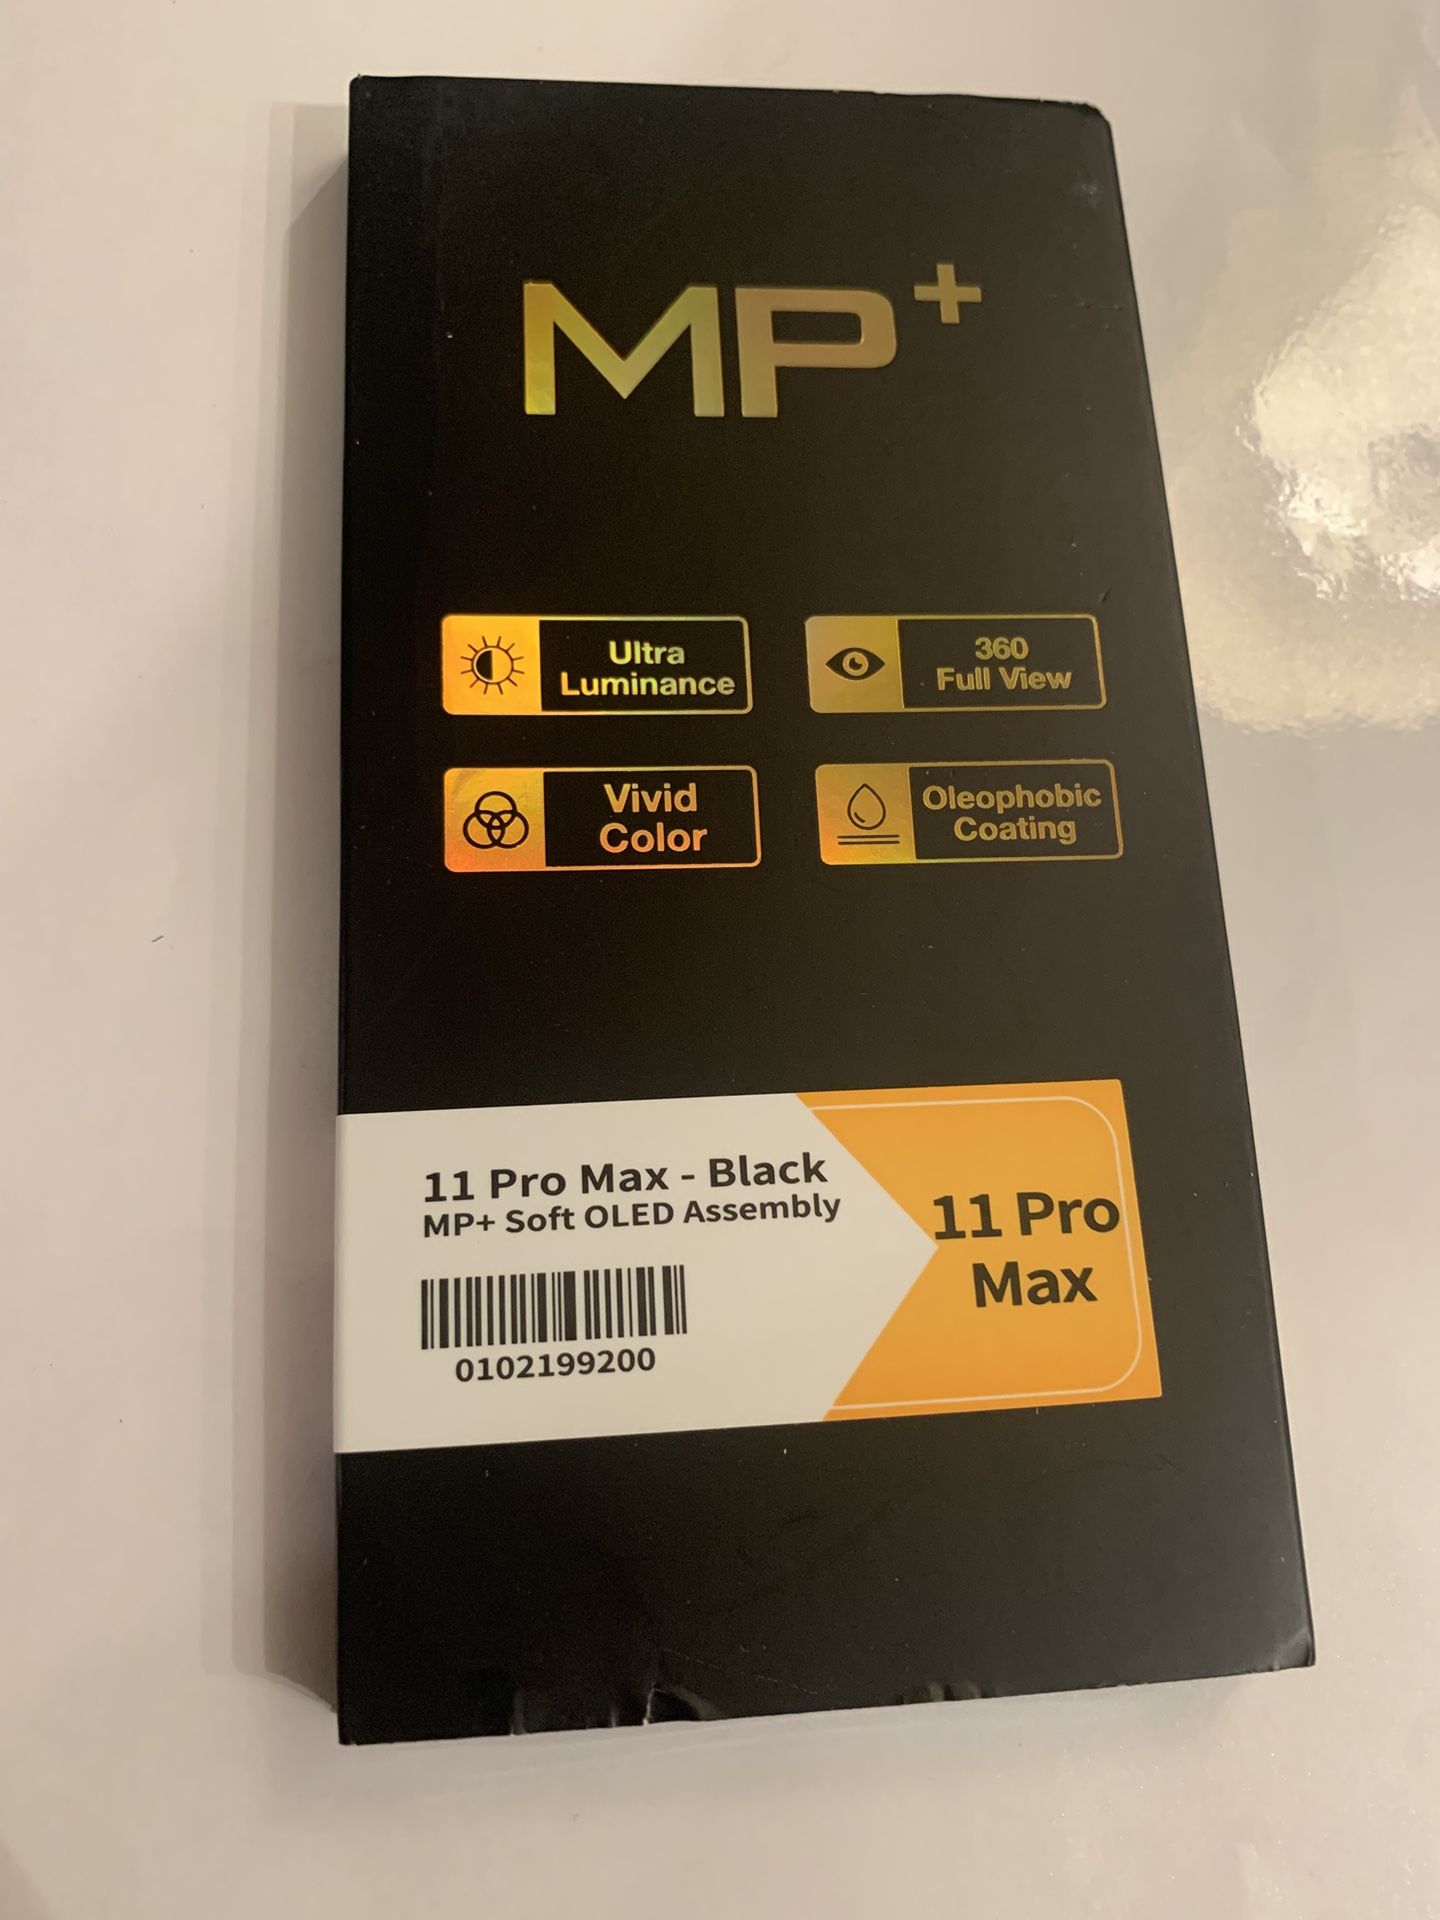 MP+
Ultra
Luminance
360
Full View
Vivid
Color
Oleophobic
Coating
11 Pro Max - Black
MP+ Soft OLED Assembly
0102199200
11 Pro
Max